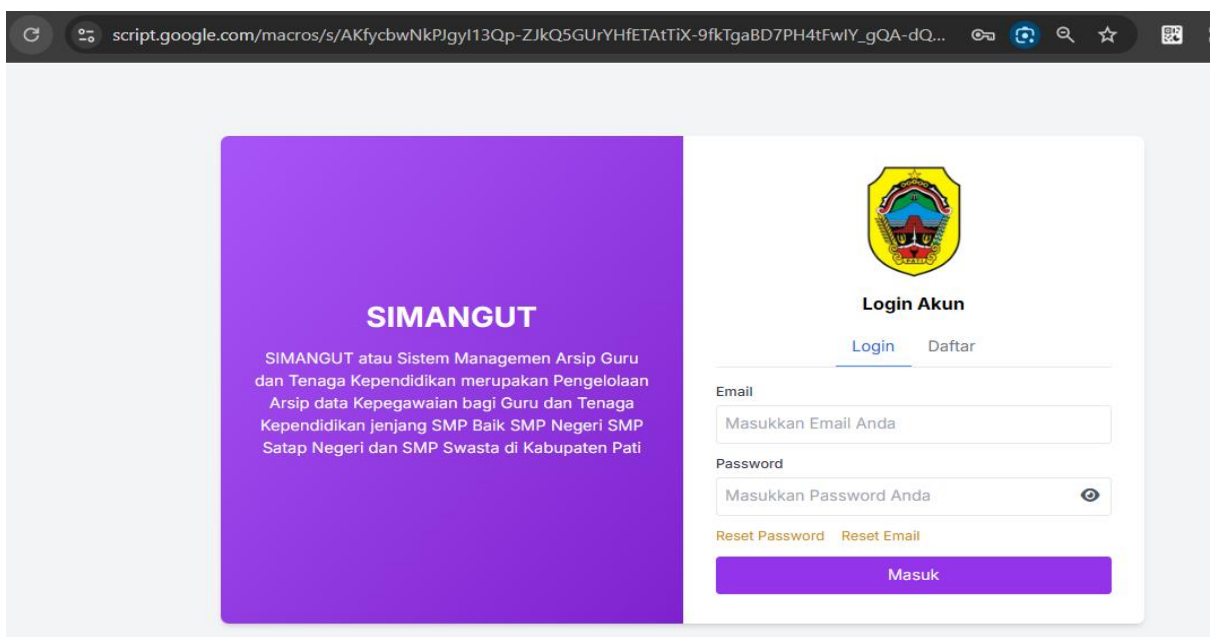 script.google.com/macros/s/AKfycbwNkPJgyI13Qp-ZJkQ5GUrYHfETAtTiX-9fkTgaBD7PH4tFwIY_gQA-dQ...
SIMANGUT
SIMANGUT atau Sistem Managemen Arsip Guru
dan Tenaga Kependidikan merupakan Pengelolaan
Arsip data Kepegawaian bagi Guru dan Tenaga
Kependidikan jenjang SMP Baik SMP Negeri SMP
Satap Negeri dan SMP Swasta di Kabupaten Pati
PATI
Login Akun
Login Daftar
Email
Masukkan Email Anda
Password
Masukkan Password Anda
Reset Password Reset Email
Masuk